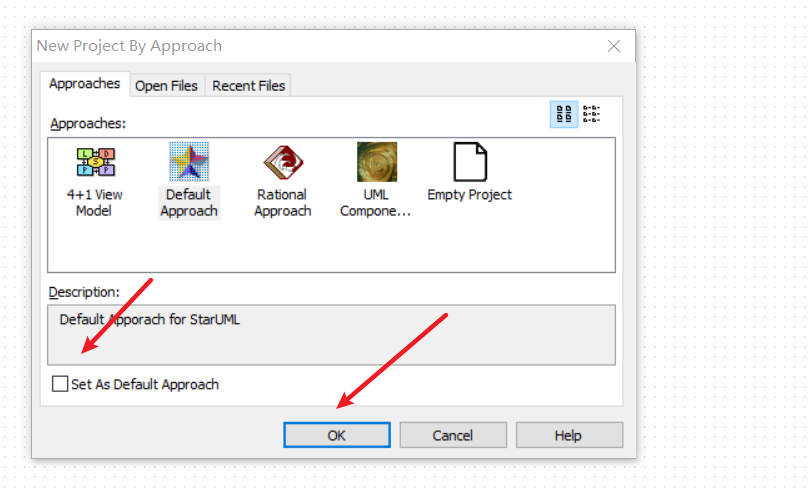 New Project By Approach
Approaches
Open Files
Recent Files
Approaches:
4+1 View
Model
Default
Approach
Rational
Approach
UML
Compone...
Empty Project
Description:
Default Apporach for StarUML
Set As Default Approach
OK
Cancel
Help